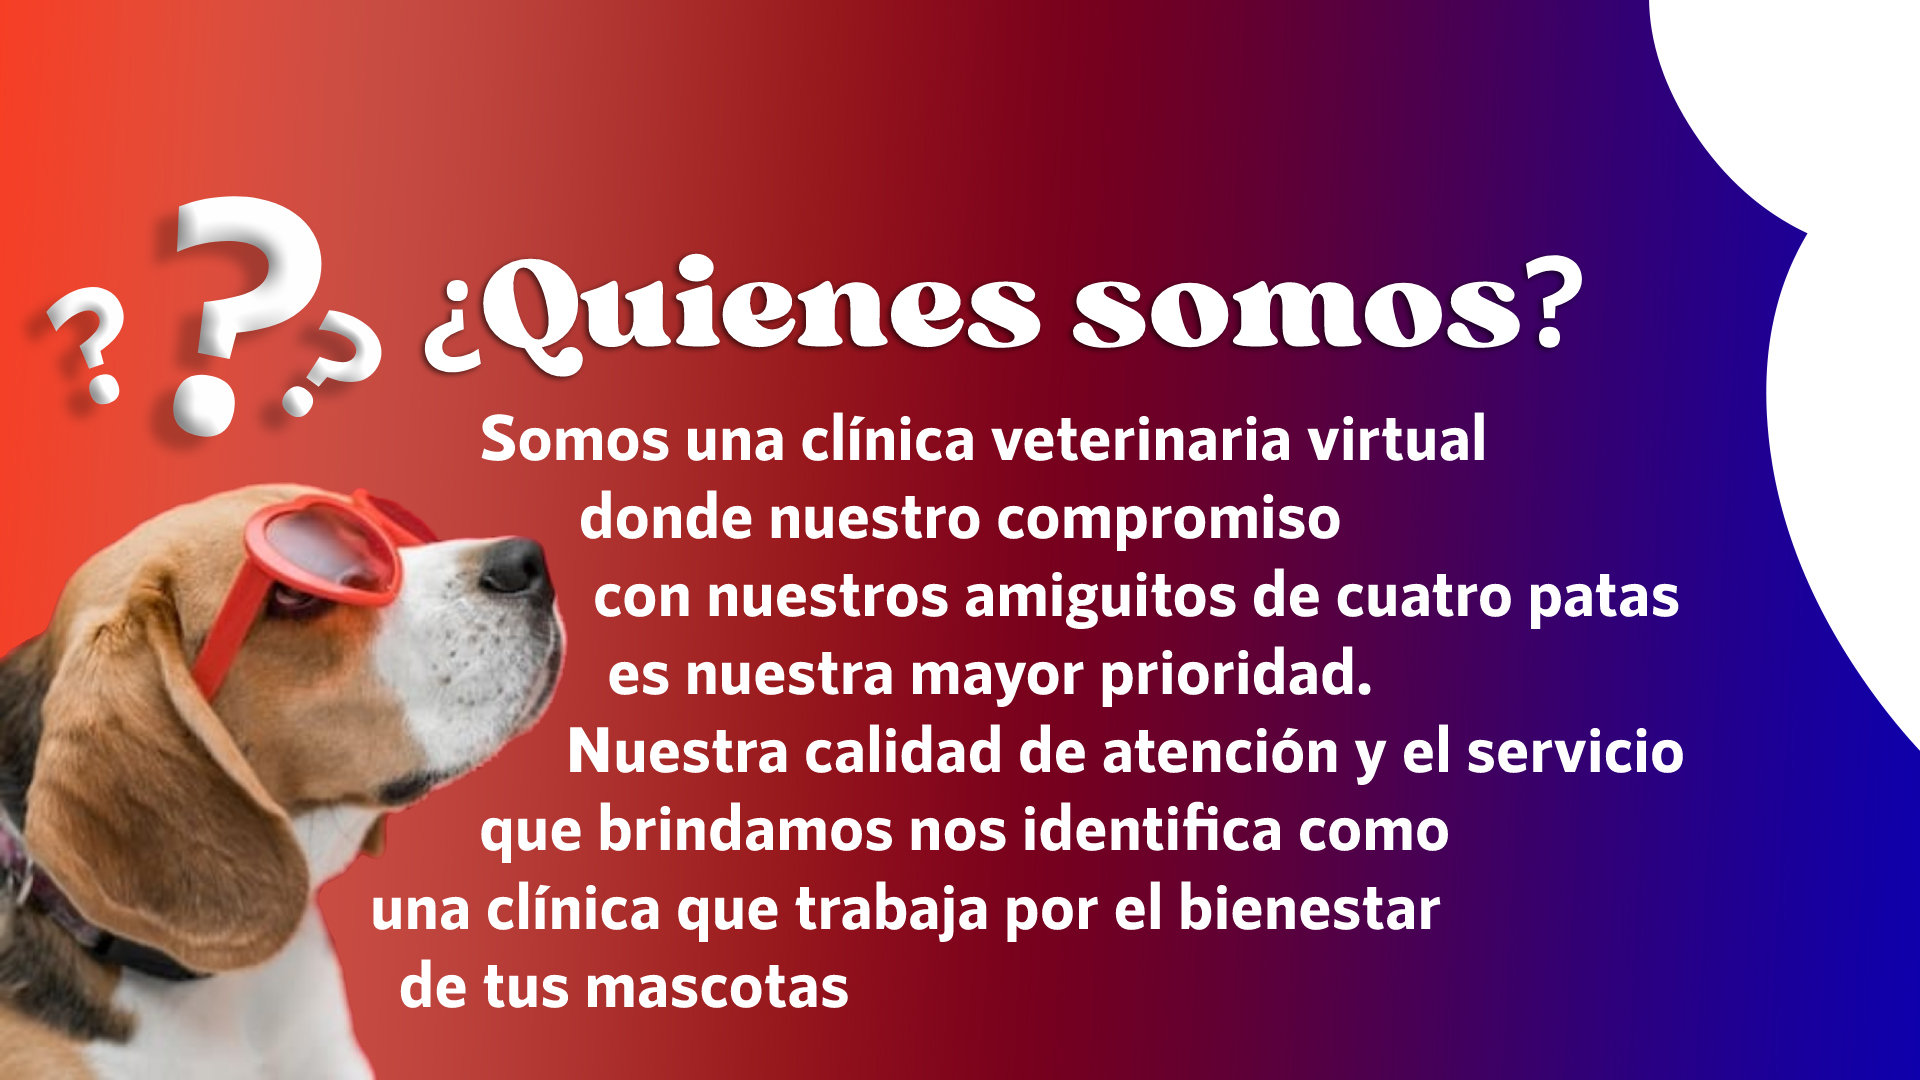 ? ? ?
¿Quienes somos?
Somos una clínica veterinaria virtual
donde nuestro compromiso
con nuestros amiguitos de cuatro patas
es nuestra mayor prioridad.
Nuestra calidad de atención y el servicio
que brindamos nos identifica como
una clínica que trabaja por el bienestar
de tus mascotas